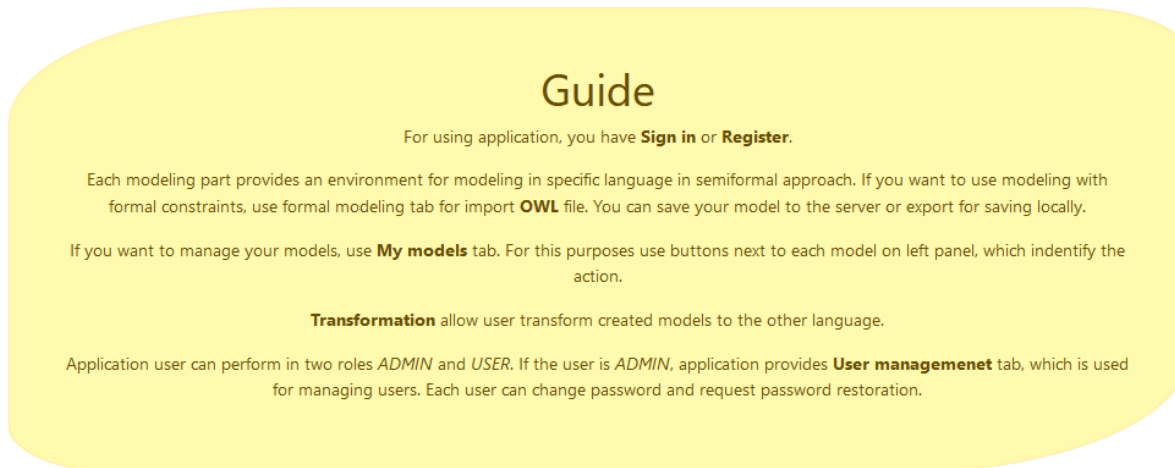 Guide
For using application, you have Sign in or Register.
Each modeling part provides an environment for modeling in specific language in semiformal approach. If you want to use modeling with
formal constraints, use formal modeling tab for import OWL file. You can save your model to the server or export for saving locally.
If you want to manage your models, use My models tab. For this purposes use buttons next to each model on left panel, which indentify the
action.
Transformation allow user transform created models to the other language.
Application user can perform in two roles ADMIN and USER. If the user is ADMIN, application provides User managemenet tab, which is used
for managing users. Each user can change password and request password restoration.